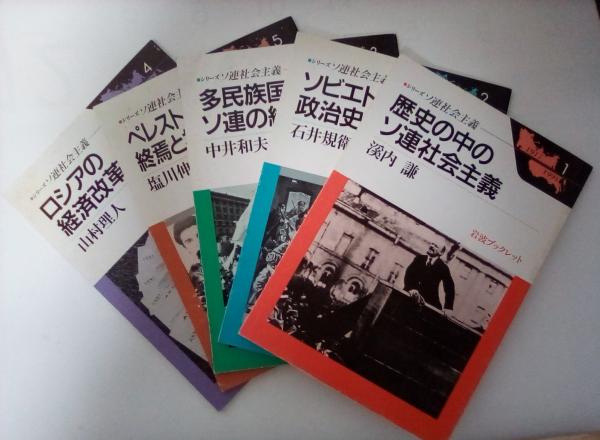 4
●シリーズ ソ連社会主義
ロシアの
経済改革
山村理人
●シリーズ ソ連社会主義
ペレスト
終焉と
塩川伸
5
●シリーズ ソ連社会主義
多民族国
ソ連の
中井和夫
3
●シリーズ ソ連社会主義
ソビエト
政治史
石井規衛
2
●シリーズ ソ連社会主義
歴史の中の
ソ連社会主義
溪内 謙
1917
1991
1
岩波ブックレット